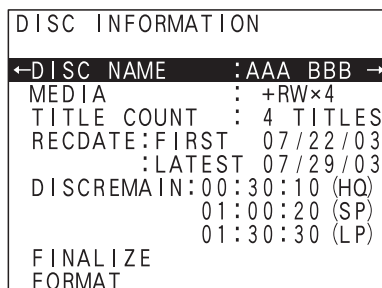 DISC INFORMATION
←DISC NAME :AAA BBB →
MEDIA : +RW×4
TITLE COUNT : 4 TITLES
RECDATE:FIRST 07/22/03
:LATEST 07/29/03
DISCREMAIN:00:30:10 (HQ)
01:00:20 (SP)
01:30:30 (LP)
FINALIZE
FORMAT